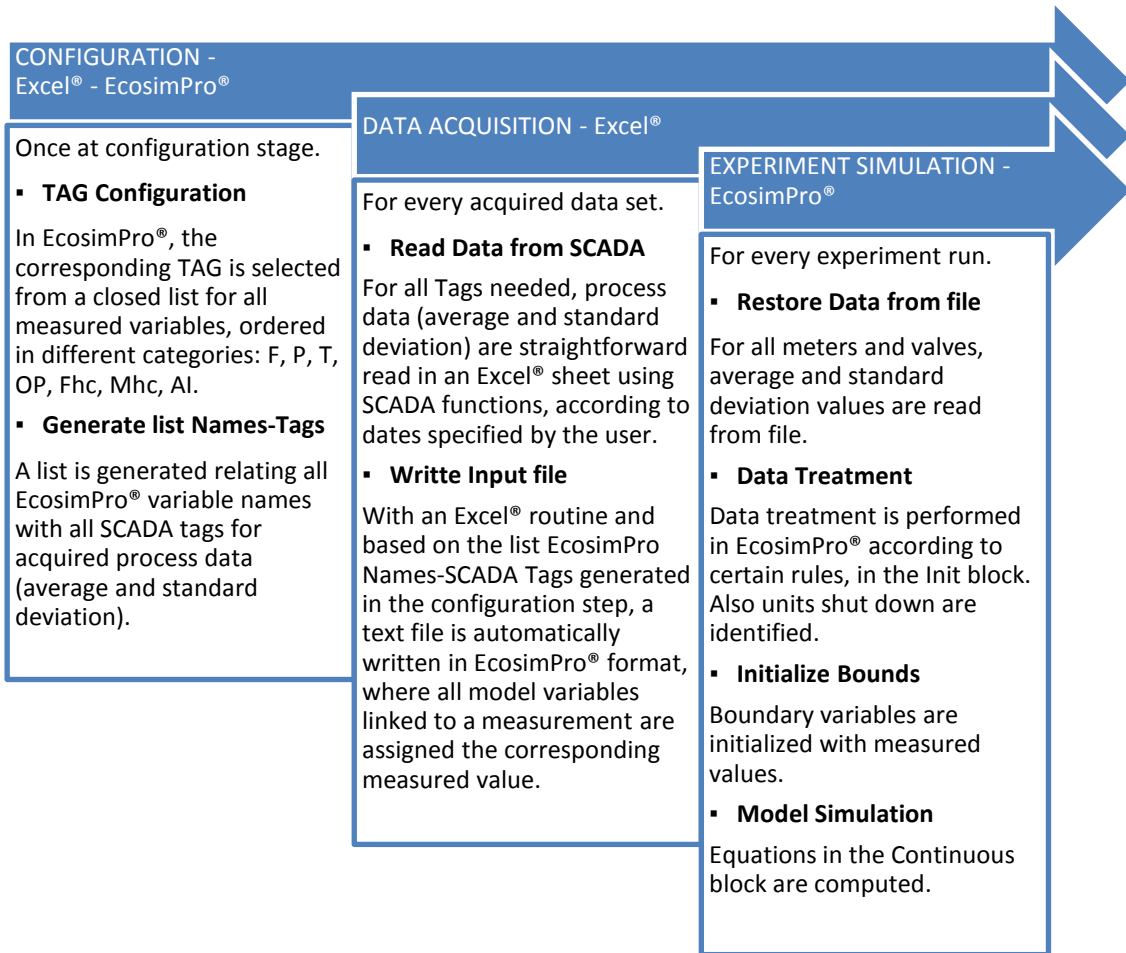 CONFIGURATION -
Excel® - EcosimPro®
Once at configuration stage.
▪ TAG Configuration
In EcosimPro®, the
corresponding TAG is selected
from a closed list for all
measured variables, ordered
in different categories: F, P, T,
OP, Fhc, Mhc, AI.
▪ Generate list Names-Tags
A list is generated relating all
EcosimPro® variable names
with all SCADA tags for
acquired process data
(average and standard
deviation).
DATA ACQUISITION - Excel®
For every acquired data set.
▪ Read Data from SCADA
For all Tags needed, process
data (average and standard
deviation) are straightforward
read in an Excel® sheet using
SCADA functions, according to
dates specified by the user.
▪ Writte Input file
With an Excel® routine and
based on the list EcosimPro
Names-SCADA Tags generated
in the configuration step, a
text file is automatically
written in EcosimPro® format,
where all model variables
linked to a measurement are
assigned the corresponding
measured value.
EXPERIMENT SIMULATION -
EcosimPro®
For every experiment run.
▪ Restore Data from file
For all meters and valves,
average and standard
deviation values are read
from file.
▪ Data Treatment
Data treatment is performed
in EcosimPro® according to
certain rules, in the Init block.
Also units shut down are
identified.
▪ Initialize Bounds
Boundary variables are
initialized with measured
values.
▪ Model Simulation
Equations in the Continuous
block are computed.